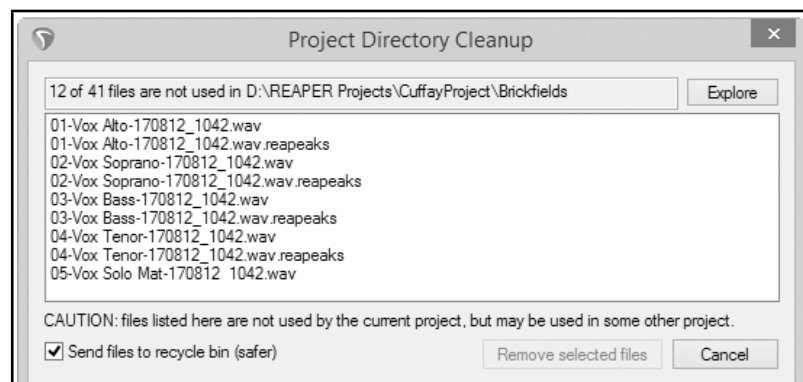 Project Directory Cleanup
12 of 41 files are not used in D:\REAPER Projects\CuffayProject\Brickfields
Explore
01-Vox Alto-170812_1042.wav
01-Vox Alto-170812_1042.wav.reapeaks
02-Vox Soprano-170812_1042.wav
02-Vox Soprano-170812_1042.wav.reapeaks
03-Vox Bass-170812_1042.wav
03-Vox Bass-170812_1042.wav.reapeaks
04-Vox Tenor-170812_1042.wav
04-Vox Tenor-170812_1042.wav.reapeaks
05-Vox Solo Mat-170812_1042.wav
CAUTION: files listed here are not used by the current project, but may be used in some other project.
Send files to recycle bin (safer)
Remove selected files
Cancel